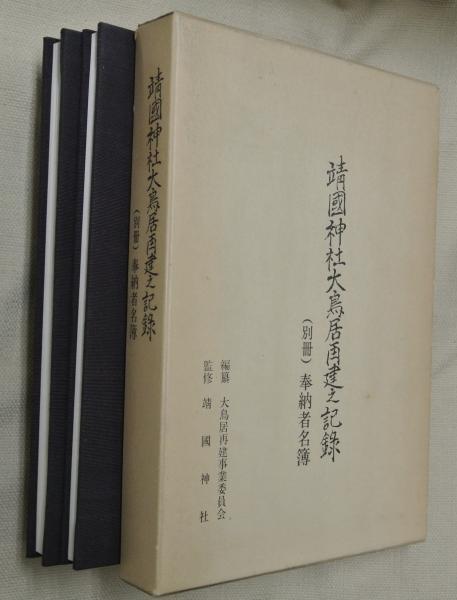 靖國神社大鳥居再建之記録
（別冊）奉納者名簿
編纂 大鳥居再建事業委員会
監修 靖國神社
靖國神社大鳥居再建之記録
（別冊）奉納者名簿